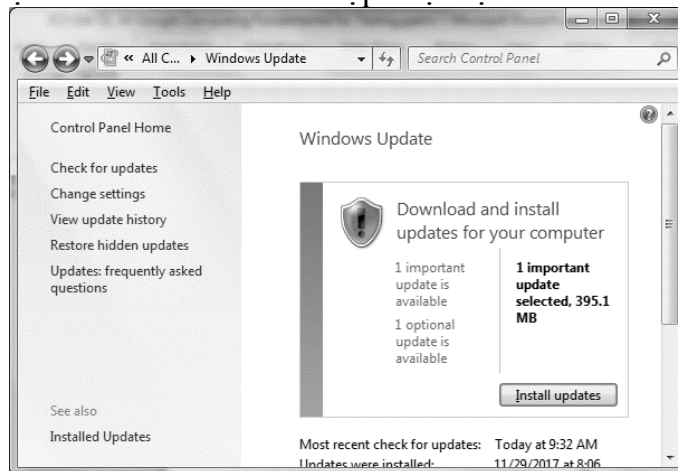 « All C... ▸ Windows Update
Search Control Panel
File Edit View Tools Help
Control Panel Home
Check for updates
Change settings
View update history
Restore hidden updates
Updates: frequently asked
questions
See also
Installed Updates
Windows Update
Download and install
updates for your computer
1 important
update is
available
1 optional
update is
available
1 important
update
selected, 395.1
MB
Install updates
Most recent check for updates: Today at 9:32 AM
Updates were installed: 11/29/2017 at 8:06